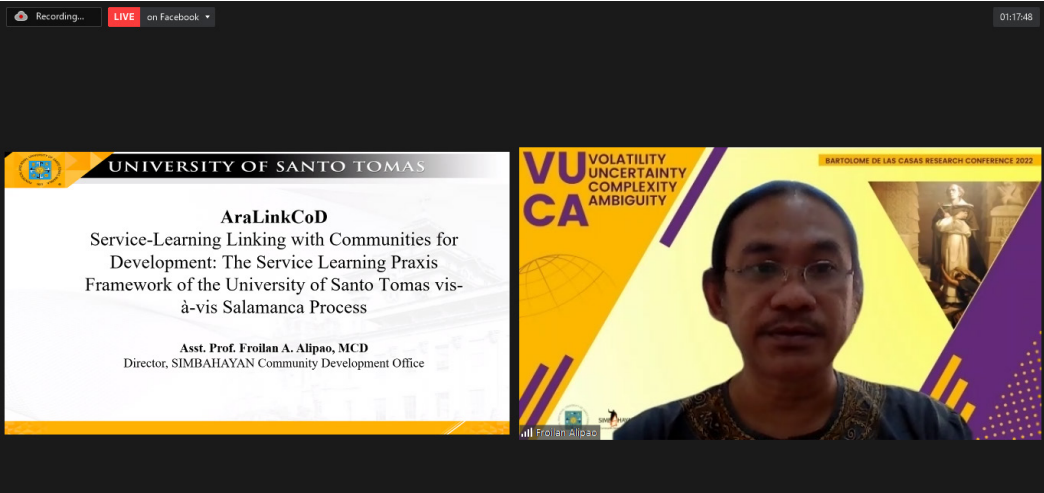 Recording...
LIVE on Facebook
01:17:48
UNIVERSITY OF SANTO TOMAS
AraLinkCoD
Service-Learning Linking with Communities for
Development: The Service Learning Praxis
Framework of the University of Santo Tomas vis-
à-vis Salamanca Process
Asst. Prof. Froilan A. Alipao, MCD
Director, SIMBAHAYAN Community Development Office
VU
CA
VOLATILITY
UNCERTAINTY
COMPLEXITY
AMBIGUITY
BARTOLOME DE LAS CASAS RESEARCH CONFERENCE 2022
Froilan Alipao